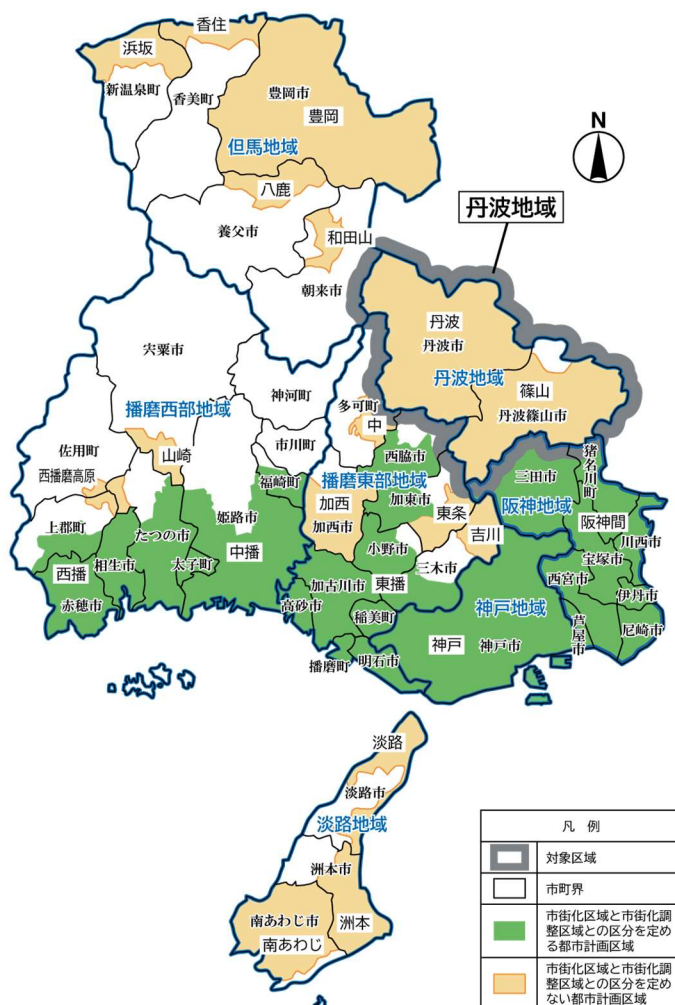 香住
浜坂
新温泉町
香美町
豊岡市
豊岡
但馬地域
八鹿
養父市
和田山
朝来市
N
丹波地域
丹波
丹波市
丹波地域
篠山
丹波篠山市
宍粟市
神河町
播磨西部地域
多可町
中
市川町
佐用町
山崎
西播磨高原
西脇市
播磨東部地域
福崎町
加西
加西市
加東市
東条
吉川
三田市
阪神地域
猪名川町
阪神間
川西市
宝塚市
上郡町
たつの市
姫路市
中播
小野市
三木市
西播
相生市
太子町
赤穂市
加古川市
東播
高砂市
稲美町
播磨町
明石市
神戸地域
神戸
神戸市
西宮市
伊丹市
芦屋市
尼崎市
淡路
淡路市
淡路地域
洲本市
南あわじ市
南あわじ
洲本
凡 例
対象区域
市町界
市街化区域と市街化調
整区域との区分を定め
る都市計画区域
市街化区域と市街化調
整区域との区分を定め
ない都市計画区域